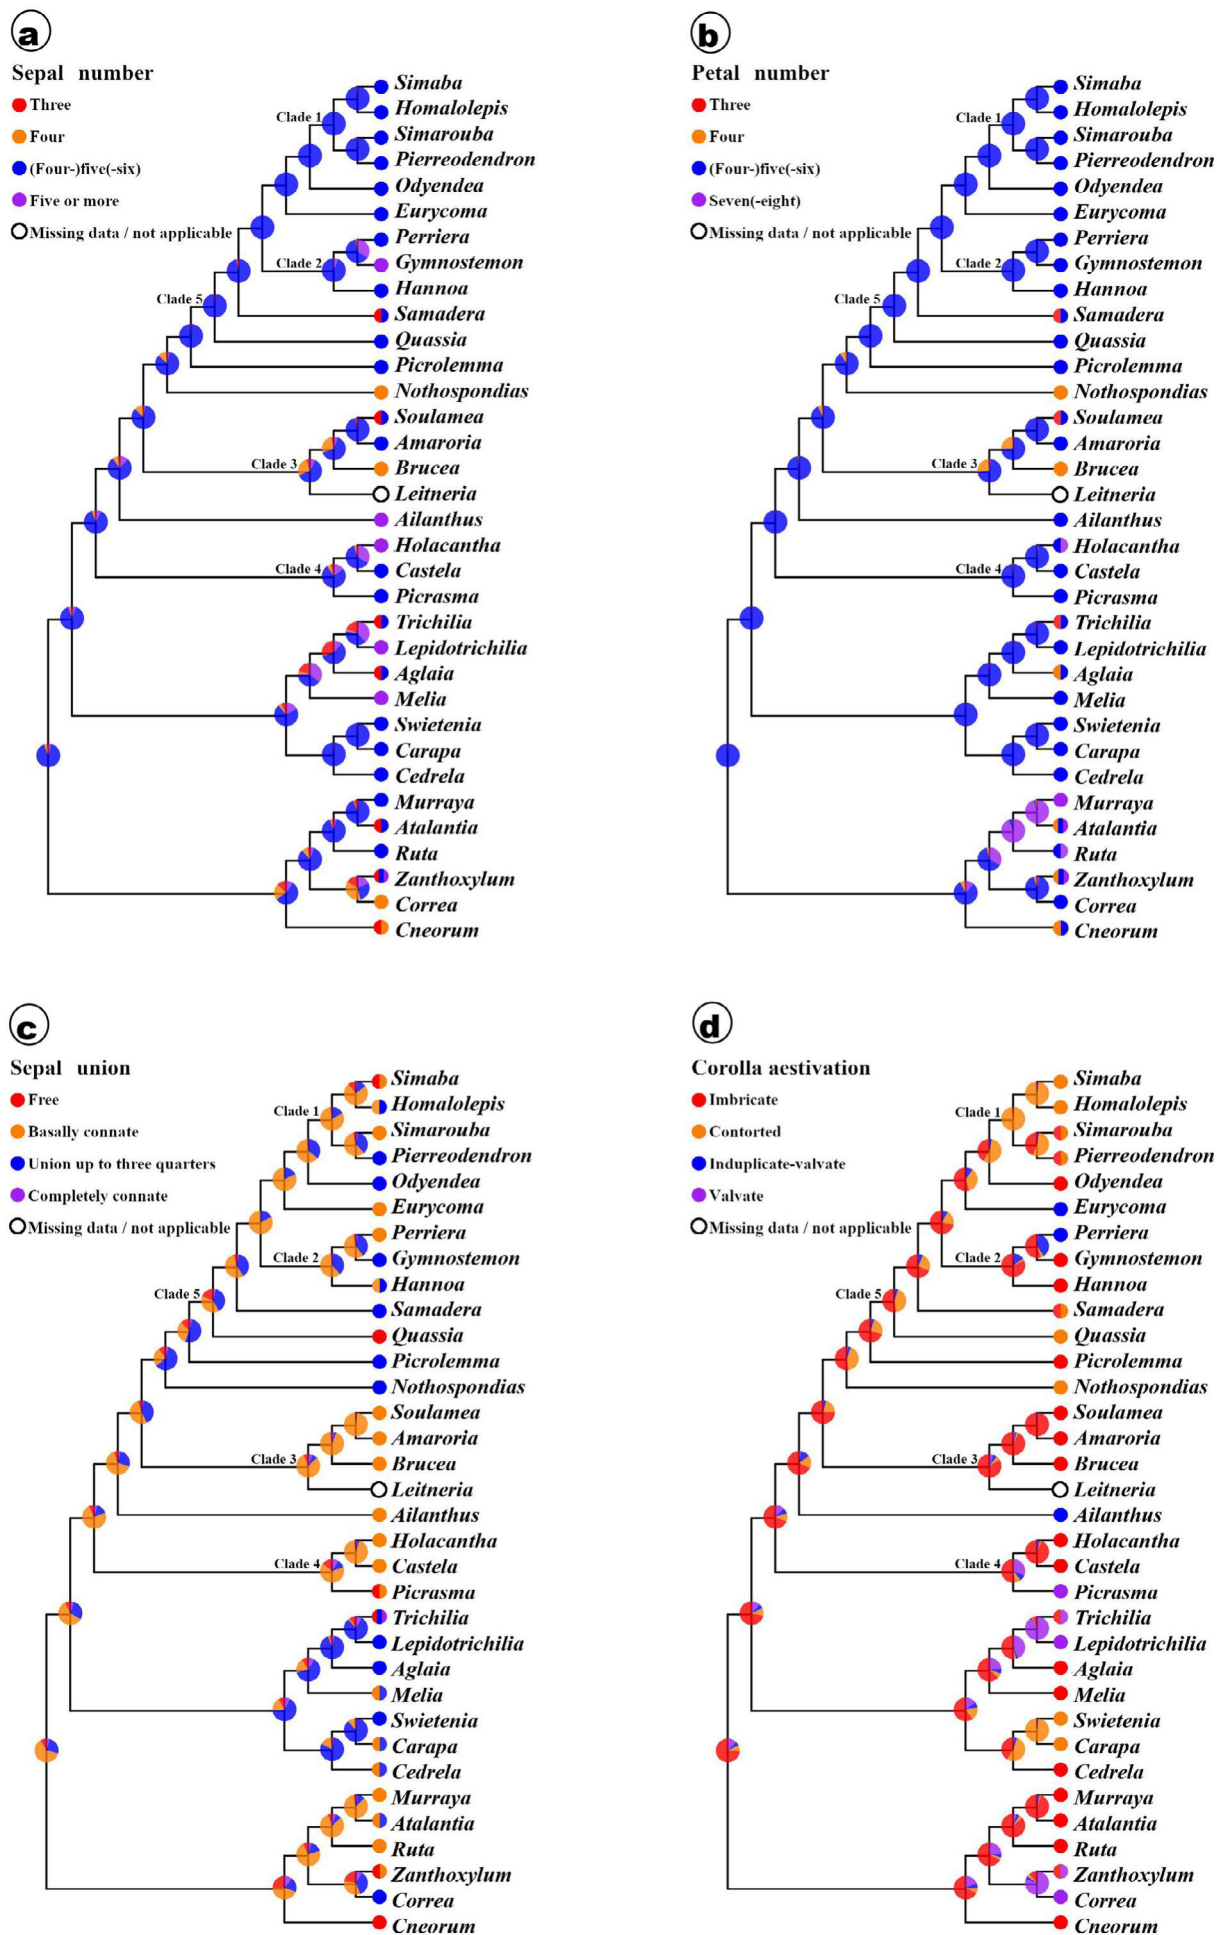 a
Sepal number
Three
Four
(Four-)five(-six)
Five or more
Missing data / not applicable
Clade 1
Clade 2
Clade 5
Clade 3
Clade 4
Simaba
Homalolepis
Simarouba
Pierreodendron
Odyendea
Eurycoma
Perriera
Gymnostemon
Hannoa
Samadera
Quassia
Picrolemma
Nothospondias
Soulamea
Amaroria
Brucea
Leitneria
Ailanthus
Holacantha
Castela
Picrasma
Trichilia
Lepidotrichilia
Aglaia
Melia
Swietenia
Carapa
Cedrela
Murraya
Atalantia
Ruta
Zanthoxylum
Correa
Cneorum
b
Petal number
Three
Four
(Four-)five(-six)
Seven(-eight)
Missing data / not applicable
Clade 1
Clade 2
Clade 5
Clade 3
Clade 4
Simaba
Homalolepis
Simarouba
Pierreodendron
Odyendea
Eurycoma
Perriera
Gymnostemon
Hannoa
Samadera
Quassia
Picrolemma
Nothospondias
Soulamea
Amaroria
Brucea
Leitneria
Ailanthus
Holacantha
Castela
Picrasma
Trichilia
Lepidotrichilia
Aglaia
Melia
Swietenia
Carapa
Cedrela
Murraya
Atalantia
Ruta
Zanthoxylum
Correa
Cneorum
c
Sepal union
Free
Basally connate
Union up to three quarters
Completely connate
Missing data / not applicable
Clade 1
Clade 2
Clade 5
Clade 3
Clade 4
Simaba
Homalolepis
Simarouba
Pierreodendron
Odyendea
Eurycoma
Perriera
Gymnostemon
Hannoa
Samadera
Quassia
Picrolemma
Nothospondias
Soulamea
Amaroria
Brucea
Leitneria
Ailanthus
Holacantha
Castela
Picrasma
Trichilia
Lepidotrichilia
Aglaia
Melia
Swietenia
Carapa
Cedrela
Murraya
Atalantia
Ruta
Zanthoxylum
Correa
Cneorum
d
Corolla aestivation
Imbricate
Contorted
Induplicate-valvate
Valvate
Missing data / not applicable
Clade 1
Clade 2
Clade 5
Clade 3
Clade 4
Simaba
Homalolepis
Simarouba
Pierreodendron
Odyendea
Eurycoma
Perriera
Gymnostemon
Hannoa
Samadera
Quassia
Picrolemma
Nothospondias
Soulamea
Amaroria
Brucea
Leitneria
Ailanthus
Holacantha
Castela
Picrasma
Trichilia
Lepidotrichilia
Aglaia
Melia
Swietenia
Carapa
Cedrela
Murraya
Atalantia
Ruta
Zanthoxylum
Correa
Cneorum